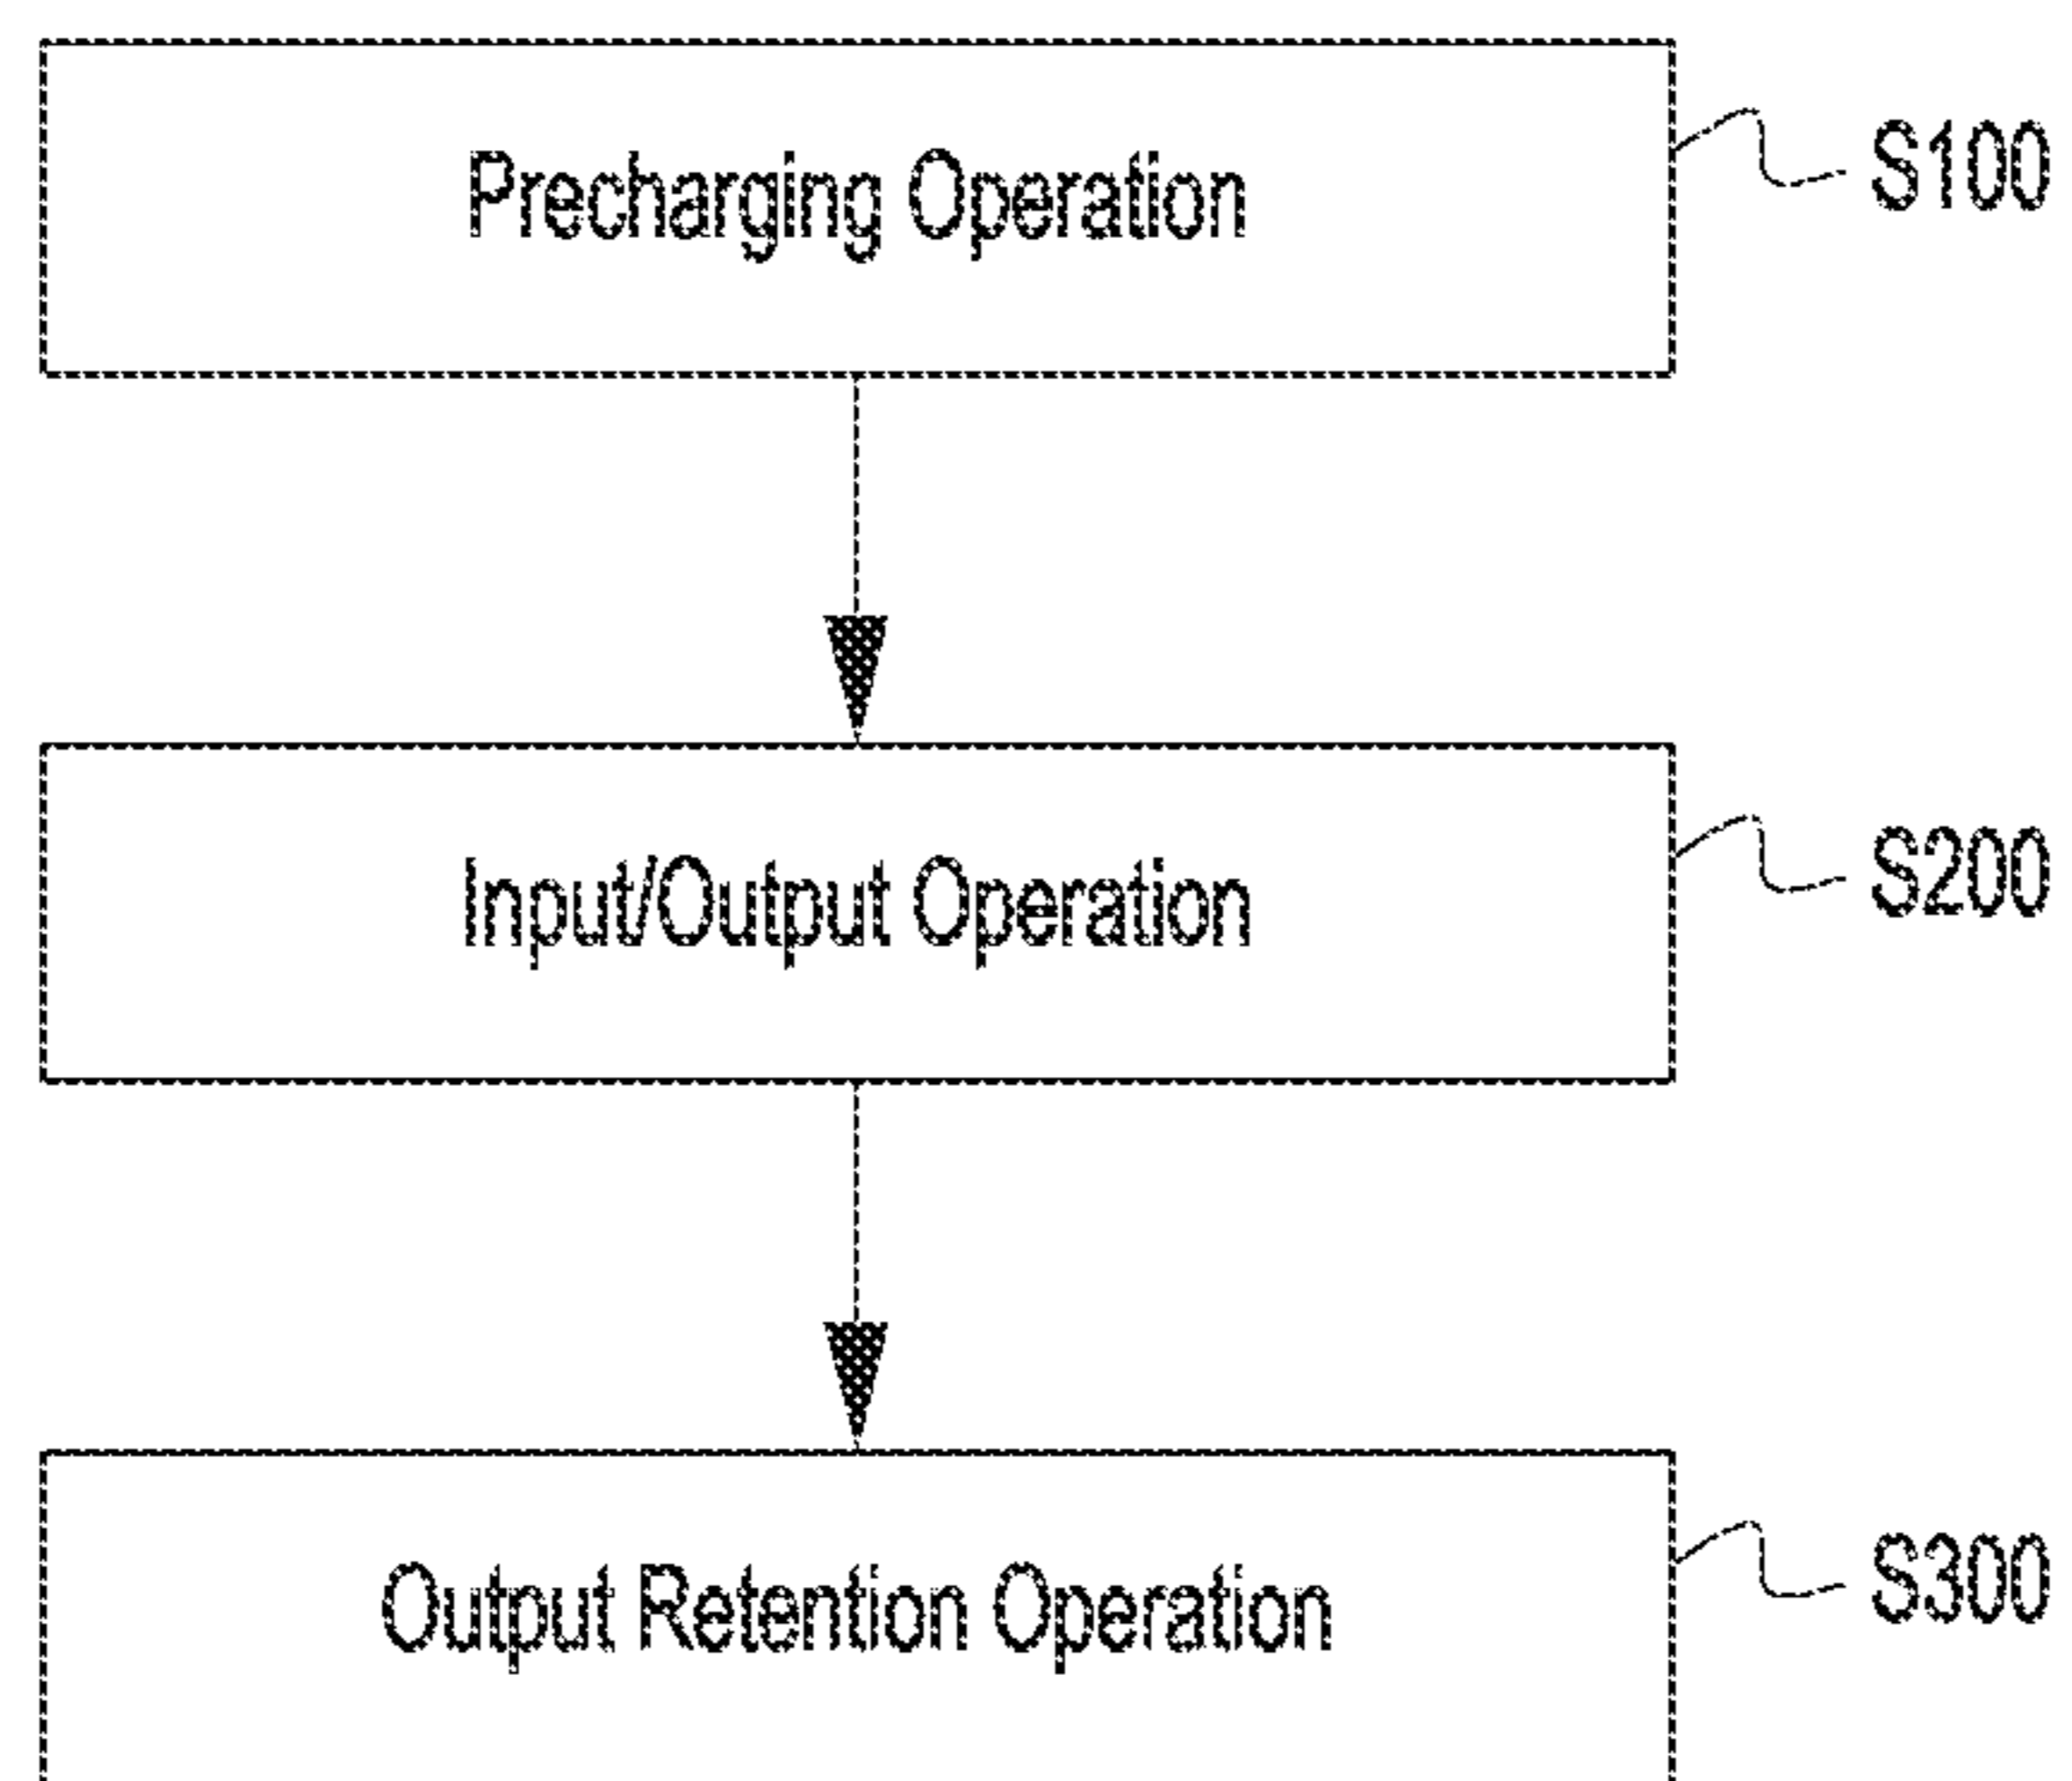 Precharging Operation
S100
Input/Output Operation
S200
Output Retention Operation
S300